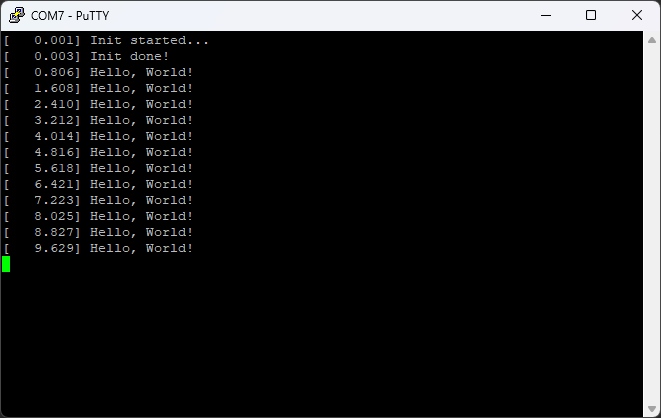 COM7 - PuTTY
[    0.001] Init started...
[    0.003] Init done!
[    0.806] Hello, World!
[    1.608] Hello, World!
[    2.410] Hello, World!
[    3.212] Hello, World!
[    4.014] Hello, World!
[    4.816] Hello, World!
[    5.618] Hello, World!
[    6.421] Hello, World!
[    7.223] Hello, World!
[    8.025] Hello, World!
[    8.827] Hello, World!
[    9.629] Hello, World!